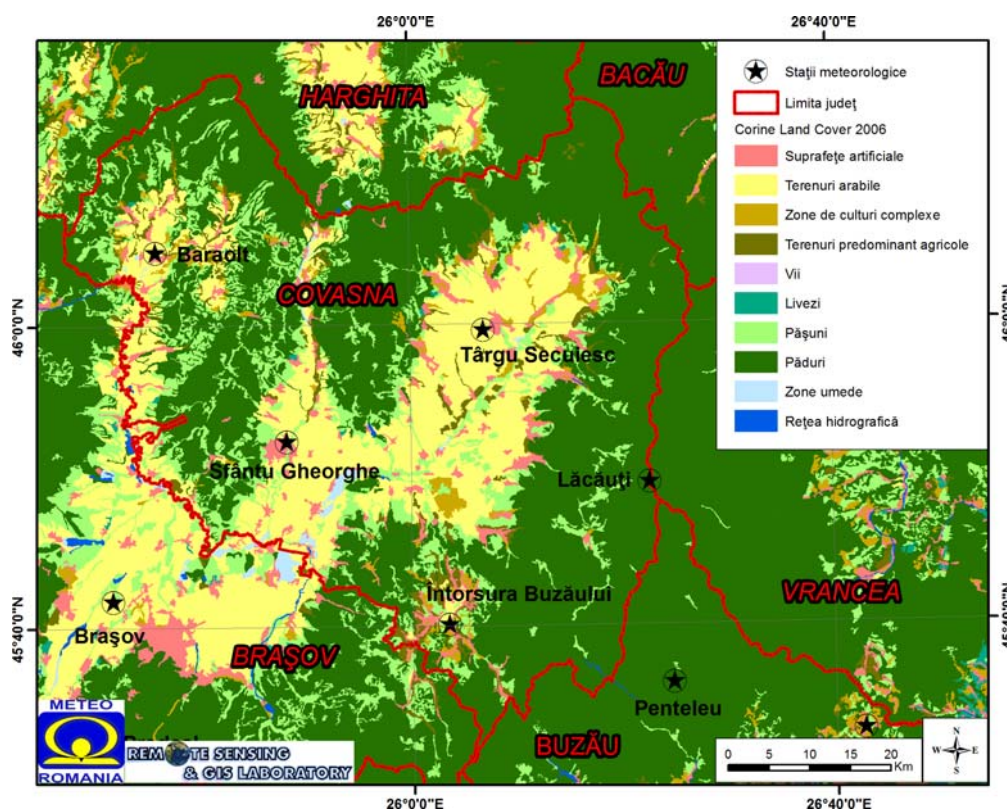 26°0'0"E
26°40'0"E
HARGHITA
BACĂU
Staţii meteorologice
Limita judeţ
Corine Land Cover 2006
Suprafeţe artificiale
Terenuri arabile
Zone de culturi complexe
Terenuri predominant agricole
Vii
Livezi
Păşuni
Păduri
Zone umede
Reţea hidrografică
Baraolt
COVASNA
46°0'0"N
Târgu Secuiesc
Sfântu Gheorghe
Lăcăuţi
Întorsura Buzăului
VRANCEA
45°40'0"N
45°40'0"N
Braşov
BRAŞOV
Penteleu
BUZĂU
METEO
ROMANIA
REMOTE SENSING
& GIS LABORATORY
0 5 10 20
Km
N
W E
S
26°0'0"E
26°40'0"E